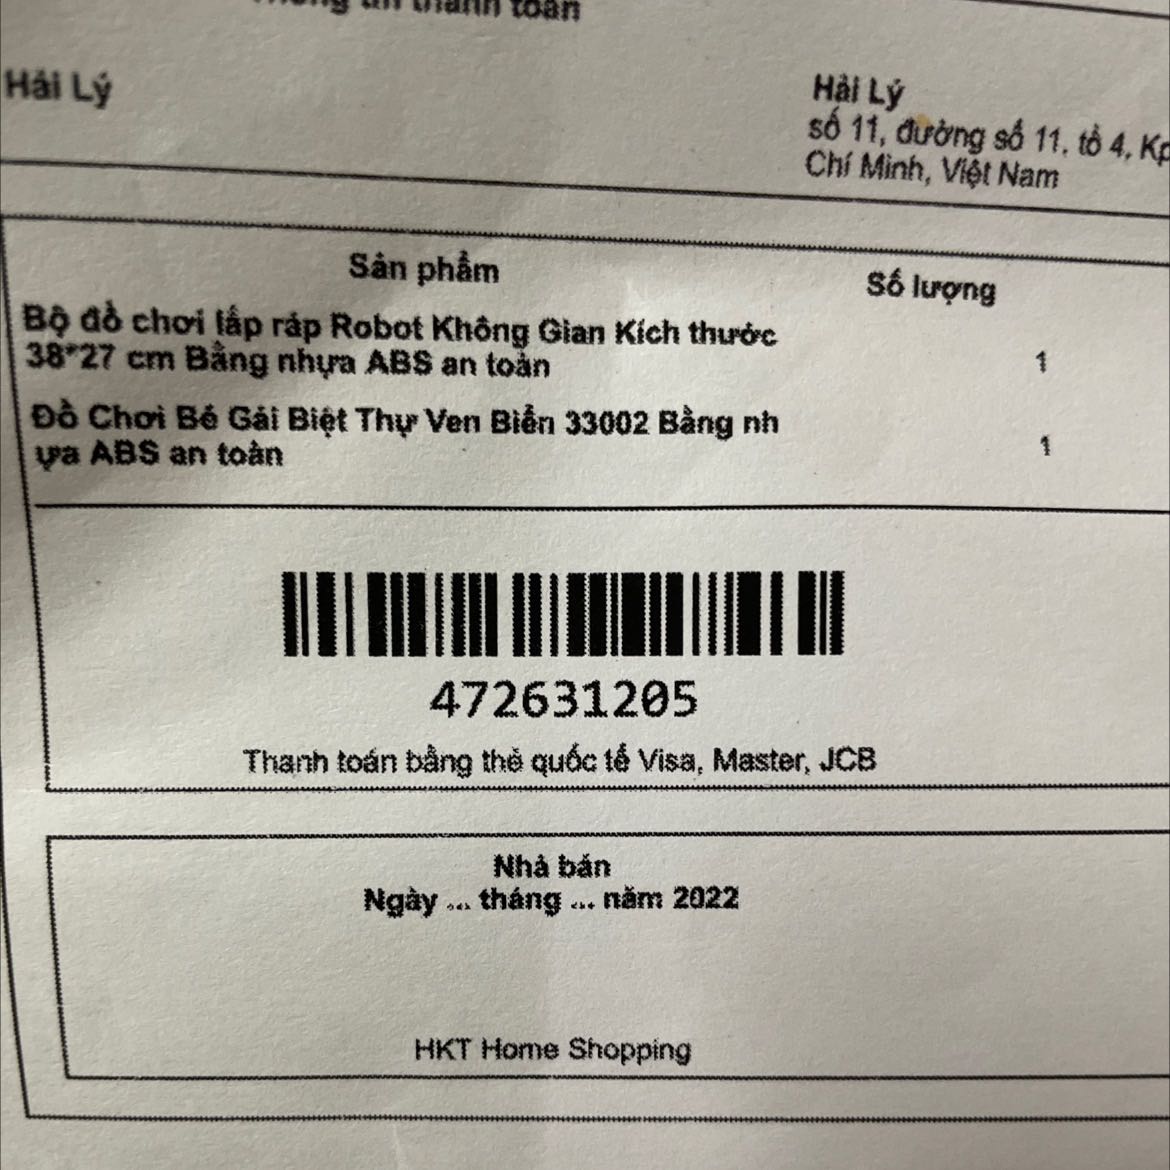 thanh toán
Hải Lý
Hải Lý
số 11, đường số 11, tổ 4, Kp
Chí Minh, Việt Nam
Sản phẩm
Số lượng
Bộ đồ chơi lắp ráp Robot Không Gian Kích thước
38*27 cm Bằng nhựa ABS an toàn
1
Đồ Chơi Bé Gái Biệt Thự Ven Biển 33002 Bằng nh
ựa ABS an toàn
1
472631205
Thanh toán bằng thẻ quốc tế Visa, Master, JCB
Nhà bán
Ngày ... tháng ... năm 2022
HKT Home Shopping